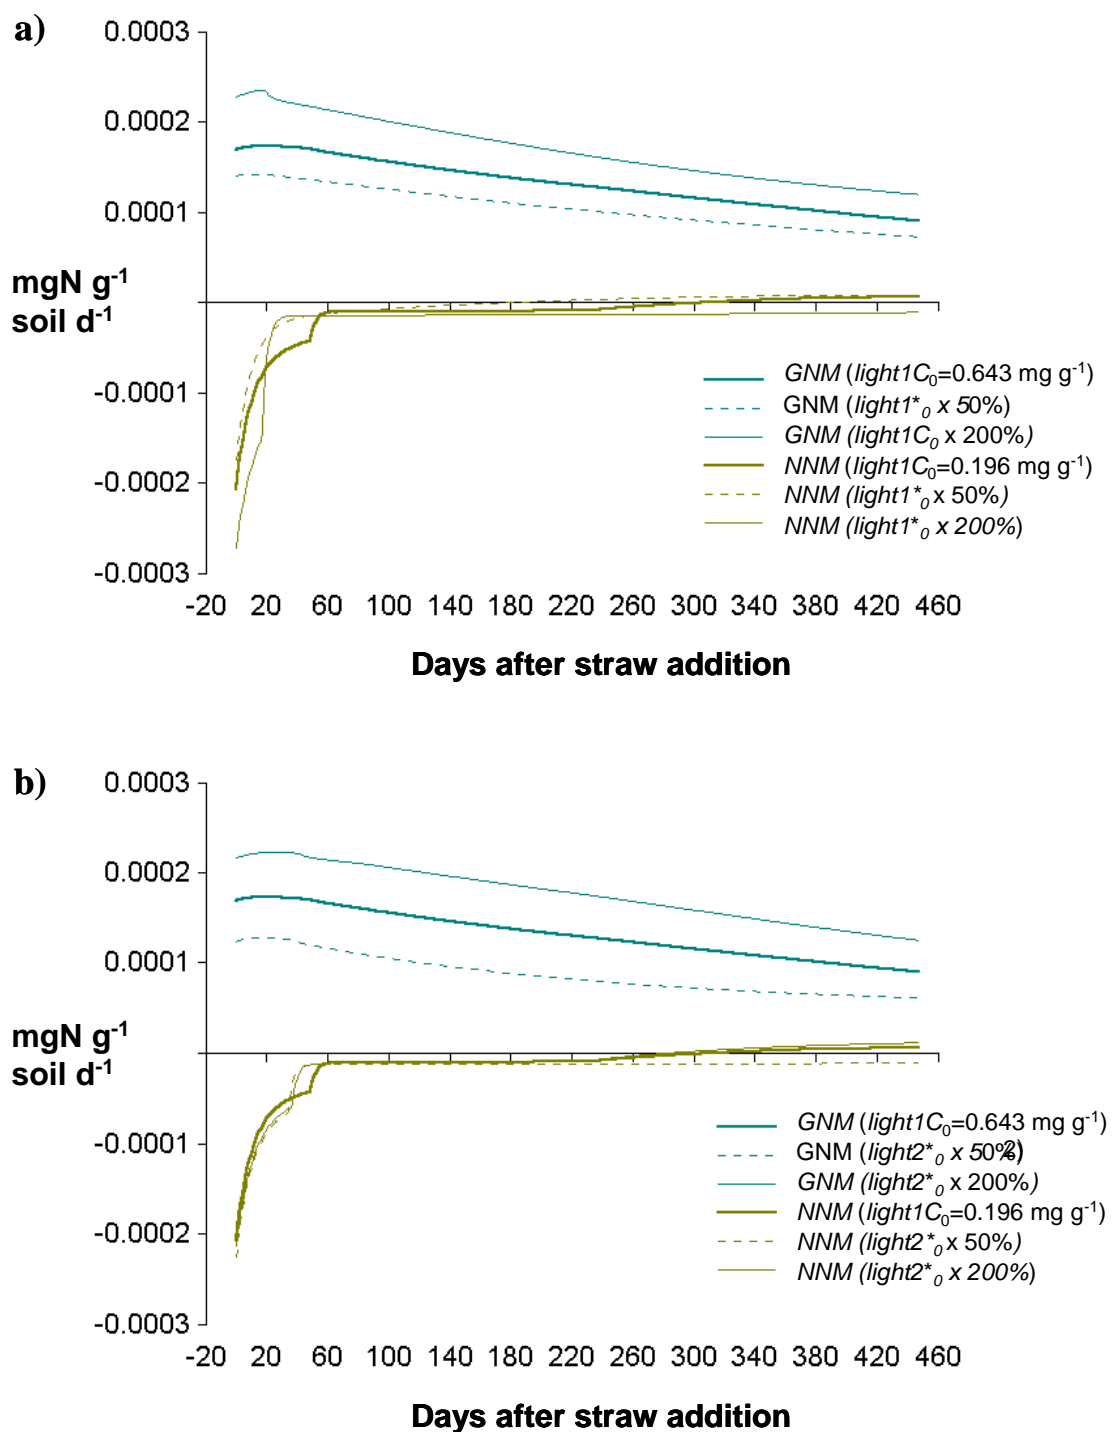 a)
0.0003
0.0002
0.0001
mgN g-1
soil d-1
-0.0001
-0.0002
-0.0003
GNM (light1C0=0.643 mg g-1)
GNM (light1*0 x 50%)
GNM (light1C0 x 200%)
NNM (light1C0=0.196 mg g-1)
NNM (light1*0 x 50%)
NNM (light1*0 x 200%)
-20 20 60 100 140 180 220 260 300 340 380 420 460
Days after straw addition
b)
0.0003
0.0002
0.0001
mgN g-1
soil d-1
-0.0001
-0.0002
-0.0003
GNM (light1C0=0.643 mg g-1)
GNM (light2*0 x 50%)
GNM (light2*0 x 200%)
NNM (light1C0=0.196 mg g-1)
NNM (light2*0 x 50%)
NNM (light2*0 x 200%)
-20 20 60 100 140 180 220 260 300 340 380 420 460
Days after straw addition